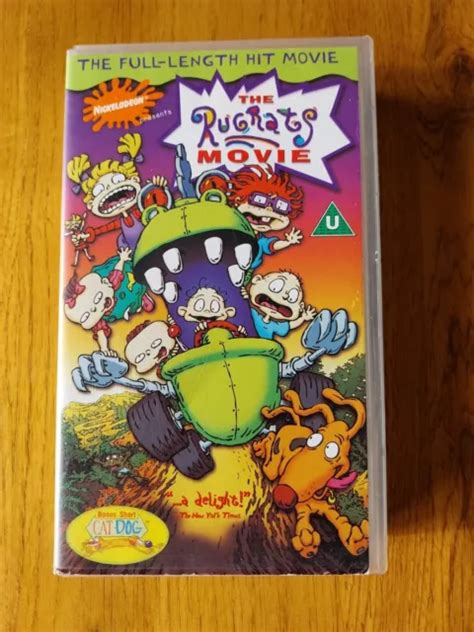 THE FULL-LENGTH HIT MOVIE
NICKELODEON
presents
THE
RUGRATS
MOVIE
U
"...a delight!"
The New York Times
Bonus Short
CATDOG